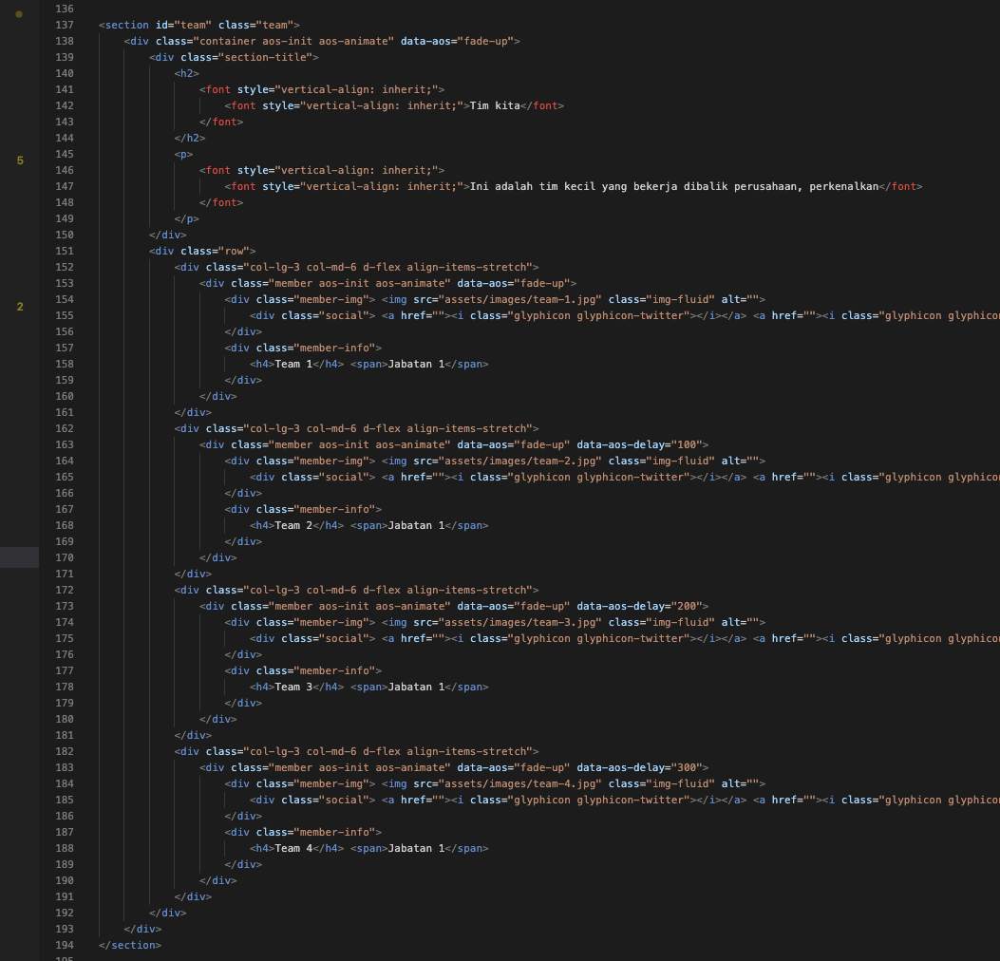 136
137 <section id="team" class="team">
138 <div class="container aos-init aos-animate" data-aos="fade-up">
139 <div class="section-title">
140 <h2>
141 <font style="vertical-align: inherit;">
142 <font style="vertical-align: inherit;">Tim kita</font>
143 </font>
144 </h2>
145 <p>
146 <font style="vertical-align: inherit;">
5
147 <font style="vertical-align: inherit;">Ini adalah tim kecil yang bekerja dibalik perusahaan, perkenalkan</font>
148 </font>
149 </p>
150 </div>
151 <div class="row">
152 <div class="col-lg-3 col-md-6 d-flex align-items-stretch">
153 <div class="member aos-init aos-animate" data-aos="fade-up">
154 <div class="member-img"> <img src="assets/images/team-1.jpg" class="img-fluid" alt="">
2
155 <div class="social"> <a href=""><i class="glyphicon glyphicon-twitter"></i></a> <a href=""><i class="glyphicon glyphico
156 </div>
157 <div class="member-info">
158 <h4>Team 1</h4> <span>Jabatan 1</span>
159 </div>
160 </div>
161 </div>
162 <div class="col-lg-3 col-md-6 d-flex align-items-stretch">
163 <div class="member aos-init aos-animate" data-aos="fade-up" data-aos-delay="100">
164 <div class="member-img"> <img src="assets/images/team-2.jpg" class="img-fluid" alt="">
165 <div class="social"> <a href=""><i class="glyphicon glyphicon-twitter"></i></a> <a href=""><i class="glyphicon glyphico
166 </div>
167 <div class="member-info">
168 <h4>Team 2</h4> <span>Jabatan 1</span>
169 </div>
170 </div>
171 </div>
172 <div class="col-lg-3 col-md-6 d-flex align-items-stretch">
173 <div class="member aos-init aos-animate" data-aos="fade-up" data-aos-delay="200">
174 <div class="member-img"> <img src="assets/images/team-3.jpg" class="img-fluid" alt="">
175 <div class="social"> <a href=""><i class="glyphicon glyphicon-twitter"></i></a> <a href=""><i class="glyphicon glyphico
176 </div>
177 <div class="member-info">
178 <h4>Team 3</h4> <span>Jabatan 1</span>
179 </div>
180 </div>
181 </div>
182 <div class="col-lg-3 col-md-6 d-flex align-items-stretch">
183 <div class="member aos-init aos-animate" data-aos="fade-up" data-aos-delay="300">
184 <div class="member-img"> <img src="assets/images/team-4.jpg" class="img-fluid" alt="">
185 <div class="social"> <a href=""><i class="glyphicon glyphicon-twitter"></i></a> <a href=""><i class="glyphicon glyphico
186 </div>
187 <div class="member-info">
188 <h4>Team 4</h4> <span>Jabatan 1</span>
189 </div>
190 </div>
191 </div>
192 </div>
193 </div>
194 </section>
195